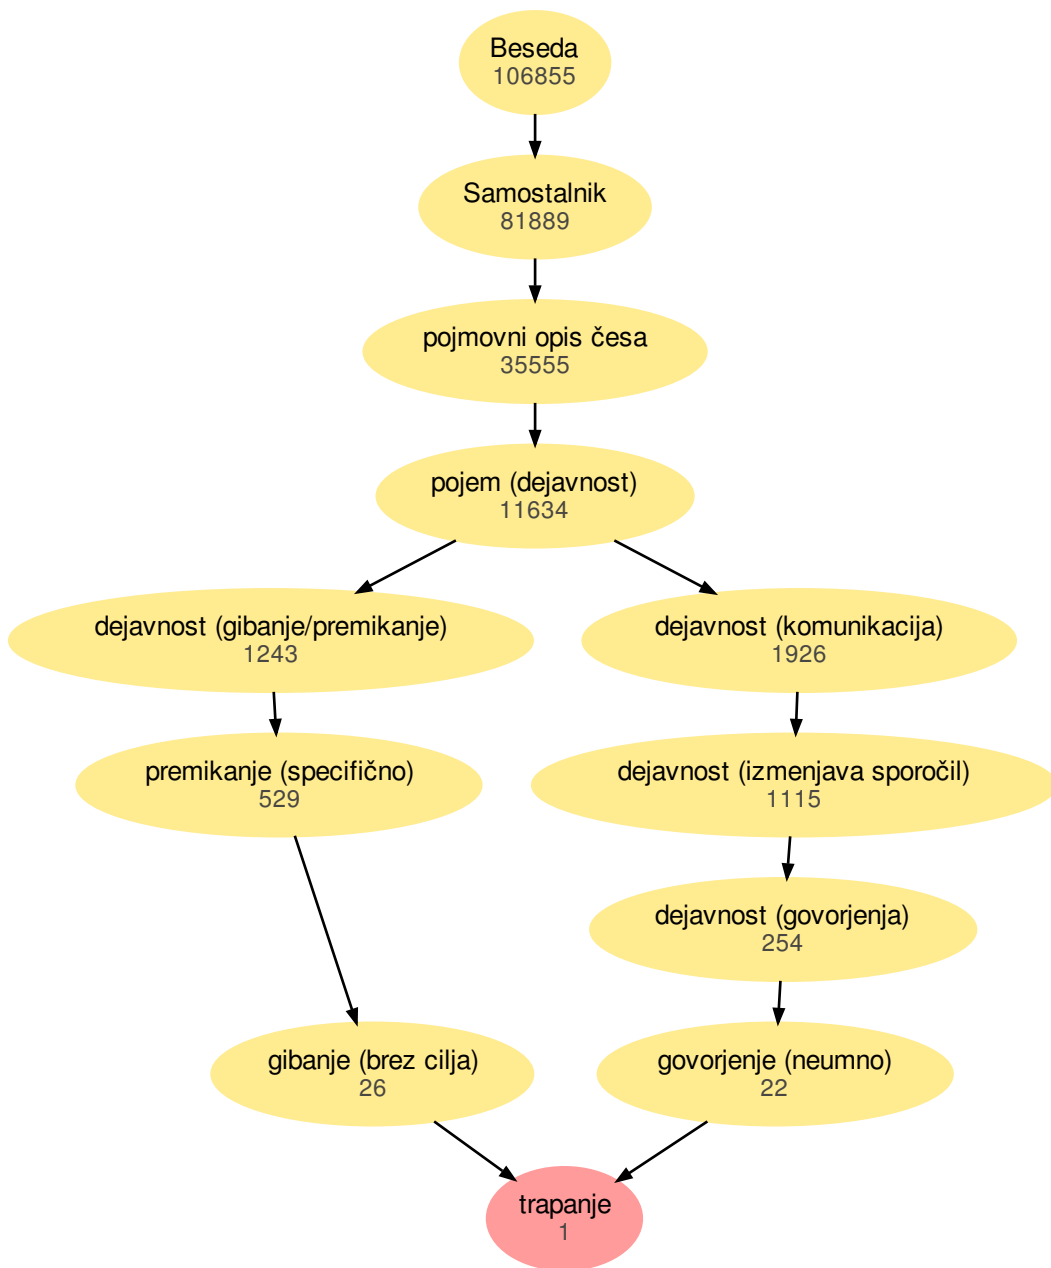 Beseda
106855
Samostalnik
81889
pojmovni opis česa
35555
pojem (dejavnost)
11634
dejavnost (gibanje/premikanje)
1243
dejavnost (komunikacija)
1926
premikanje (specifično)
529
dejavnost (izmenjava sporočil)
1115
dejavnost (govorjenja)
254
gibanje (brez cilja)
26
govorjenje (neumno)
22
trapanje
1